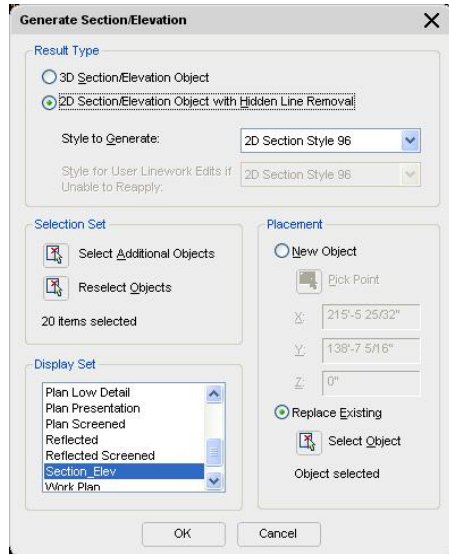 Generate Section/Elevation
Result Type
3D Section/Elevation Object
2D Section/Elevation Object with Hidden Line Removal
Style to Generate:
2D Section Style 96
Style for User Linework Edits if
Unable to Reapply:
2D Section Style 96
Selection Set
Select Additional Objects
Reselect Objects
20 items selected
Display Set
Plan Low Detail
Plan Presentation
Plan Screened
Reflected
Reflected Screened
Section_Elev
Work Plan
Placement
New Object
Pick Point
X:
215'-5 25/32"
Y:
138'-7 5/16"
Z:
0"
Replace Existing
Select Object
Object selected
OK
Cancel